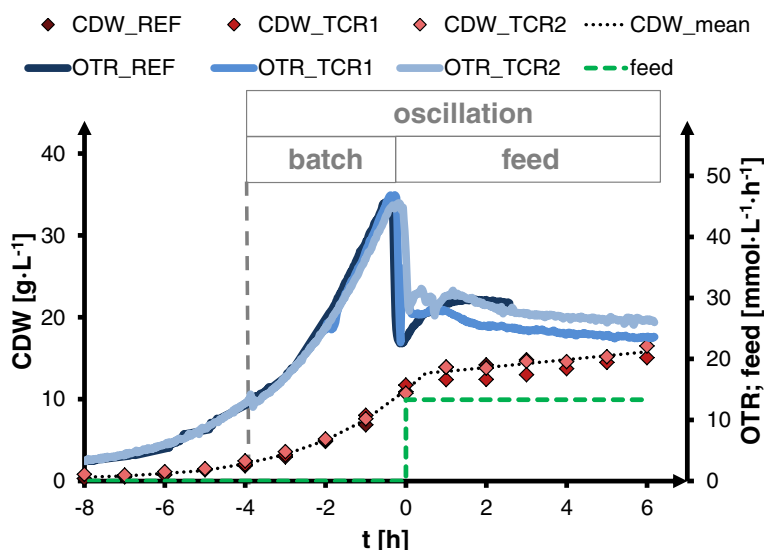 CDW_REF CDW_TCR1 CDW_TCR2 CDW_mean
OTR_REF OTR_TCR1 OTR_TCR2 feed
oscillation
batch feed
CDW [g·L⁻¹]
40
30
20
10
0
OTR; feed [mmol·L⁻¹·h⁻¹]
50
40
30
20
10
0
-8 -6 -4 -2 0 2 4 6
t [h]